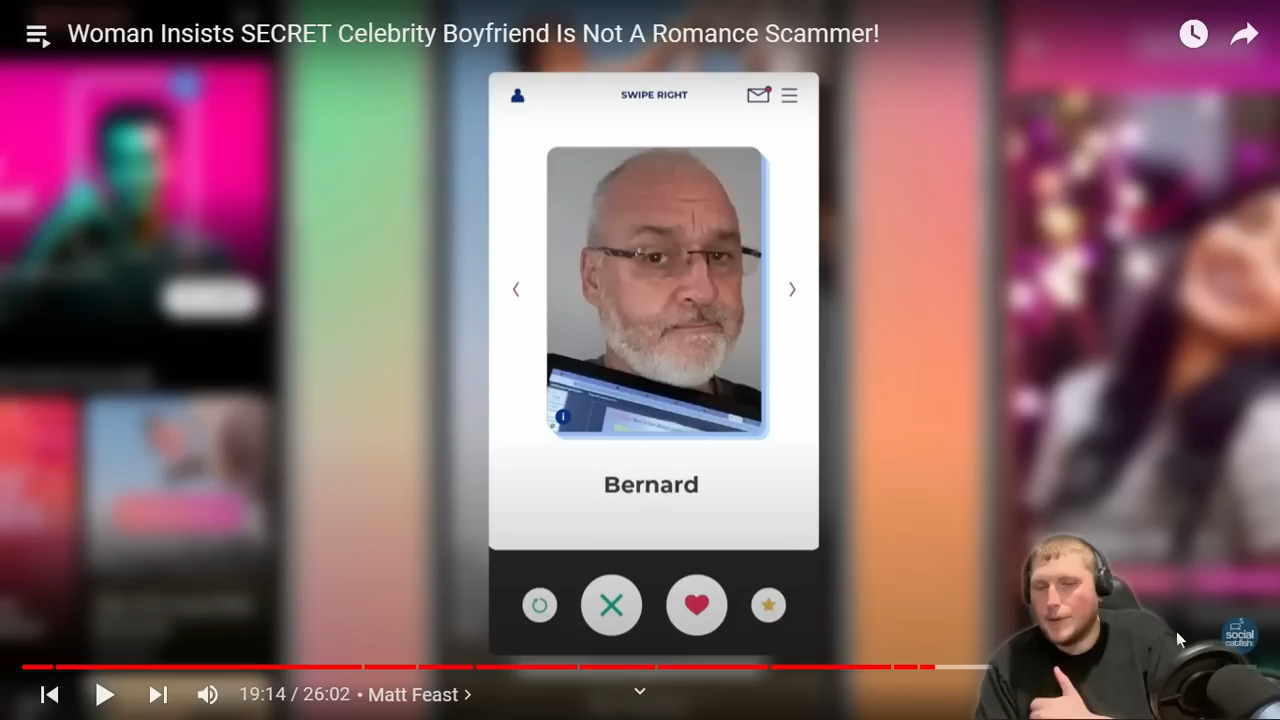 Woman Insists SECRET Celebrity Boyfriend Is Not A Romance Scammer!
SWIPE RIGHT
i
Bernard
social
catfish
19:14 / 26:02 • Matt Feast ›